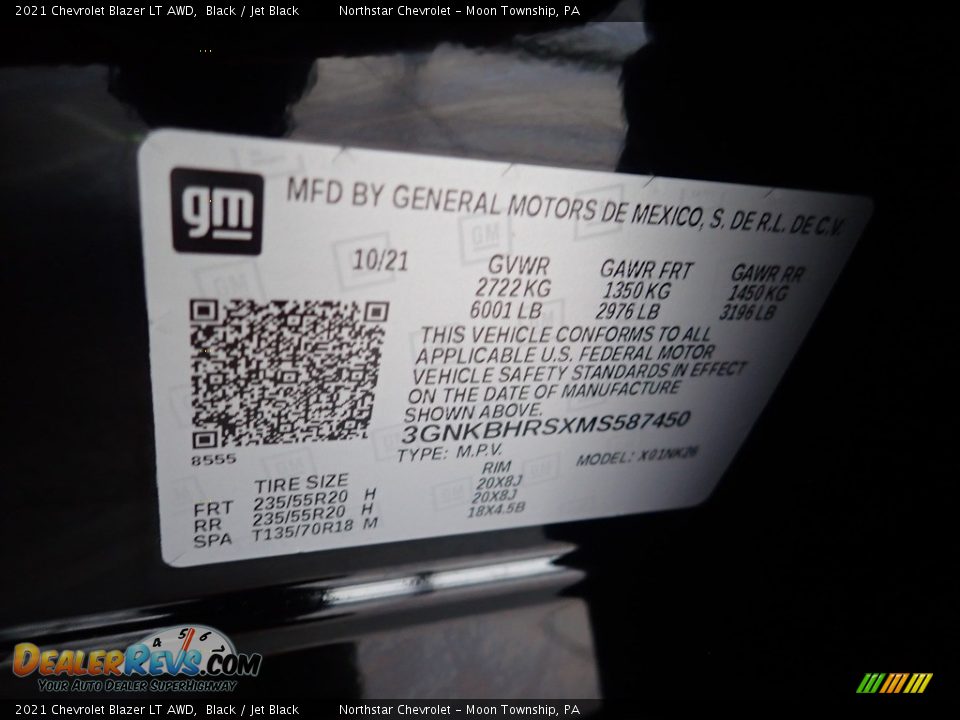 2021 Chevrolet Blazer LT AWD,  Black / Jet Black          Northstar Chevrolet - Moon Township, PA
gm
MFD BY GENERAL MOTORS DE MEXICO, S. DE R.L. DE C.V.
10/21 GVWR GAWR FRT GAWR RR
2722 KG 1350 KG 1450 KG
6001 LB 2976 LB 3196 LB
THIS VEHICLE CONFORMS TO ALL
APPLICABLE U.S. FEDERAL MOTOR
VEHICLE SAFETY STANDARDS IN EFFECT
ON THE DATE OF MANUFACTURE
SHOWN ABOVE.
3GNKBHRSXMS587450
TYPE: M.P.V. MODEL: X01NK26
8555
TIRE SIZE RIM
FRT 235/55R20 H 20X8J
RR 235/55R20 H 20X8J
SPA T135/70R18 M 18X4.5B
4 5 6
DEALERREVS.COM
YOUR AUTO DEALER SUPERHIGHWAY
2021 Chevrolet Blazer LT AWD,  Black / Jet Black          Northstar Chevrolet - Moon Township, PA